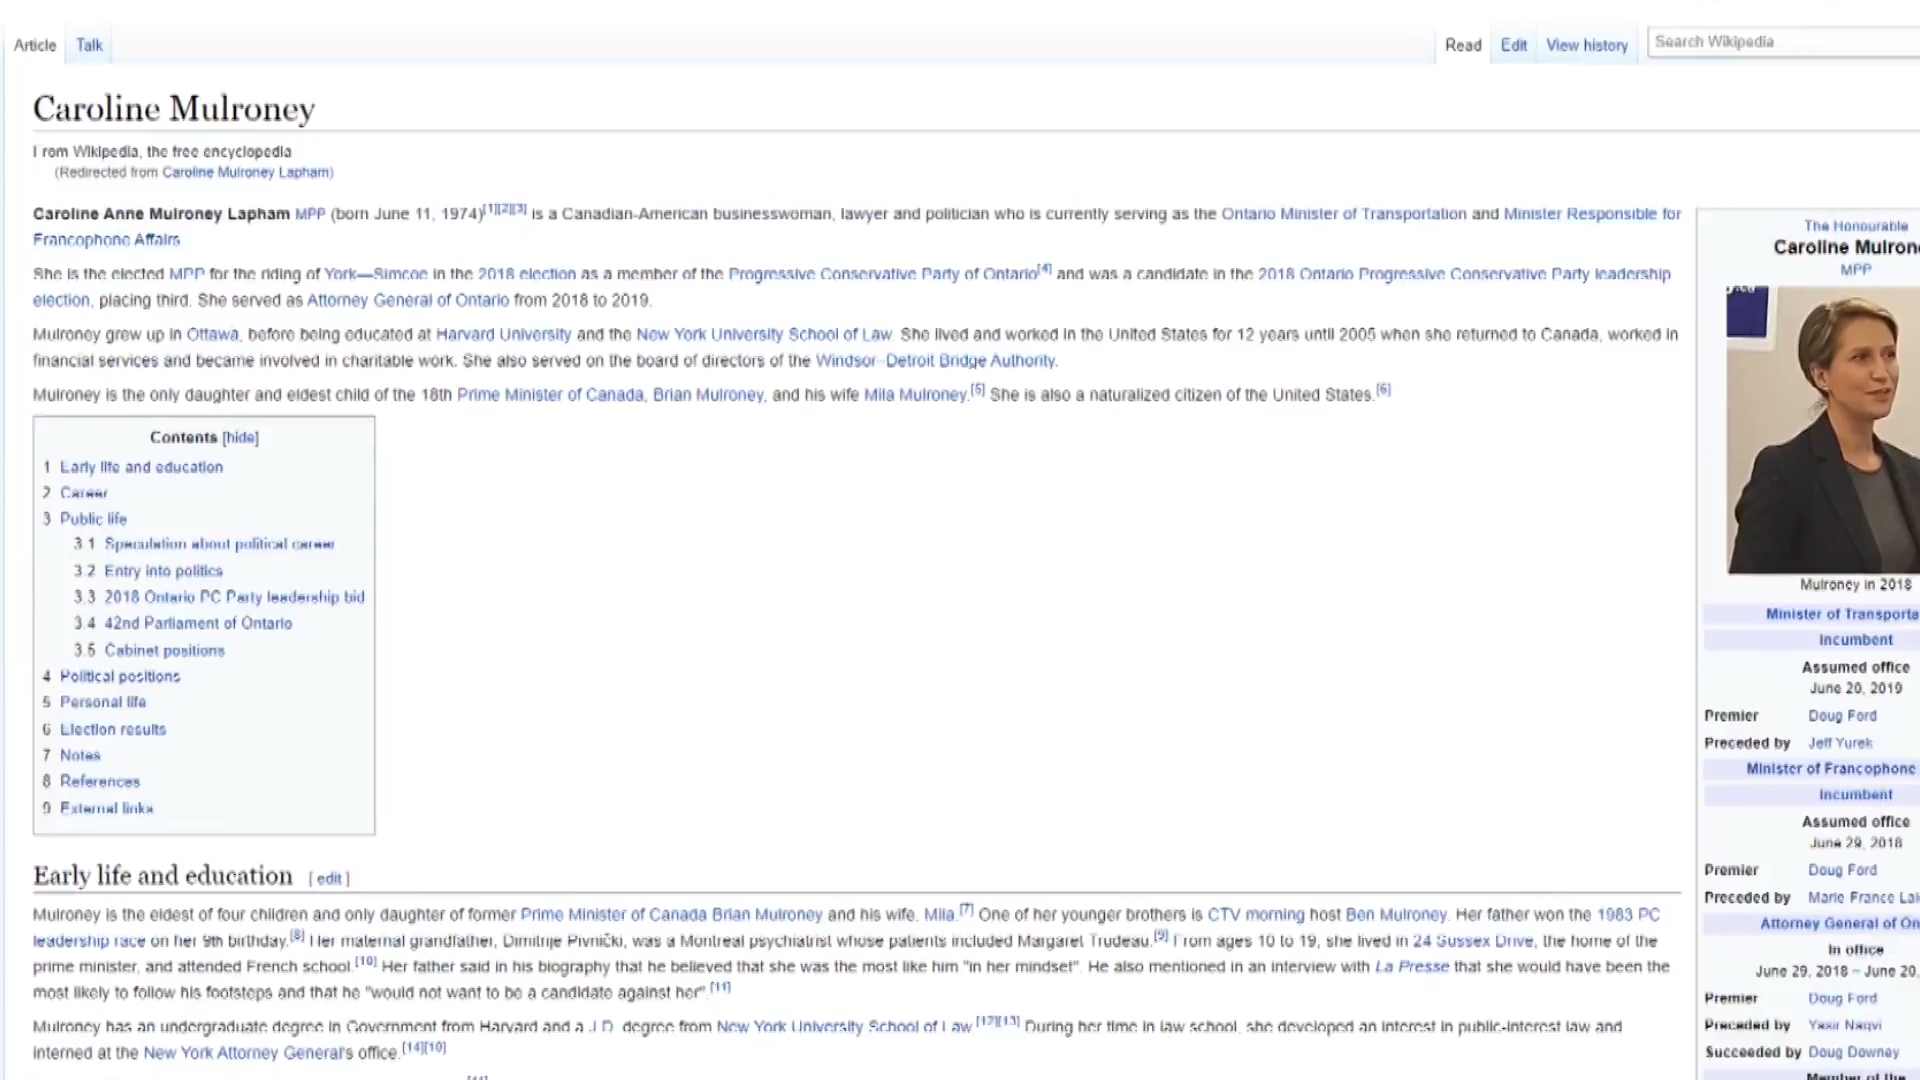 Article Talk Read Edit View history Search Wikipedia
Caroline Mulroney
From Wikipedia, the free encyclopedia
(Redirected from Caroline Mulroney Lapham)
Caroline Anne Mulroney Lapham MPP (born June 11, 1974)[1][2][3] is a Canadian-American businesswoman, lawyer and politician who is currently serving as the Ontario Minister of Transportation and Minister Responsible for
Francophone Affairs
She is the elected MPP for the riding of York—Simcoe in the 2018 election as a member of the Progressive Conservative Party of Ontario[4] and was a candidate in the 2018 Ontario Progressive Conservative Party leadership
election, placing third. She served as Attorney General of Ontario from 2018 to 2019.
Mulroney grew up in Ottawa, before being educated at Harvard University and the New York University School of Law. She lived and worked in the United States for 12 years until 2005 when she returned to Canada, worked in
financial services and became involved in charitable work. She also served on the board of directors of the Windsor–Detroit Bridge Authority.
Mulroney is the only daughter and eldest child of the 18th Prime Minister of Canada, Brian Mulroney, and his wife Mila Mulroney.[5] She is also a naturalized citizen of the United States.[6]
Contents [hide]
1 Early life and education
2 Career
3 Public life
3.1 Speculation about political career
3.2 Entry into politics
3.3 2018 Ontario PC Party leadership bid
3.4 42nd Parliament of Ontario
3.5 Cabinet positions
4 Political positions
5 Personal life
6 Election results
7 Notes
8 References
9 External links
Early life and education [ edit ]
Mulroney is the eldest of four children and only daughter of former Prime Minister of Canada Brian Mulroney and his wife, Mila.[7] One of her younger brothers is CTV morning host Ben Mulroney. Her father won the 1983 PC
leadership race on her 9th birthday.[8] Her maternal grandfather, Dimitrije Pivnički, was a Montreal psychiatrist whose patients included Margaret Trudeau.[9] From ages 10 to 19, she lived in 24 Sussex Drive, the home of the
prime minister, and attended French school.[10] Her father said in his biography that he believed that she was the most like him "in her mindset". He also mentioned in an interview with La Presse that she would have been the
most likely to follow his footsteps and that he "would not want to be a candidate against her".[11]
Mulroney has an undergraduate degree in Government from Harvard and a J.D. degree from New York University School of Law.[12][13] During her time in law school, she developed an interest in public-interest law and
interned at the New York Attorney General's office.[14][10]
The Honourable
Caroline Mulrone
MPP
Mulroney in 2018
Minister of Transporta
Incumbent
Assumed office
June 20, 2019
Premier Doug Ford
Preceded by Jeff Yurek
Minister of Francophone
Incumbent
Assumed office
June 29, 2018
Premier Doug Ford
Preceded by Marie France Lal
Attorney General of On
In office
June 29, 2018 – June 20,
Premier Doug Ford
Preceded by Yasir Naqvi
Succeeded by Doug Downey
Member of the